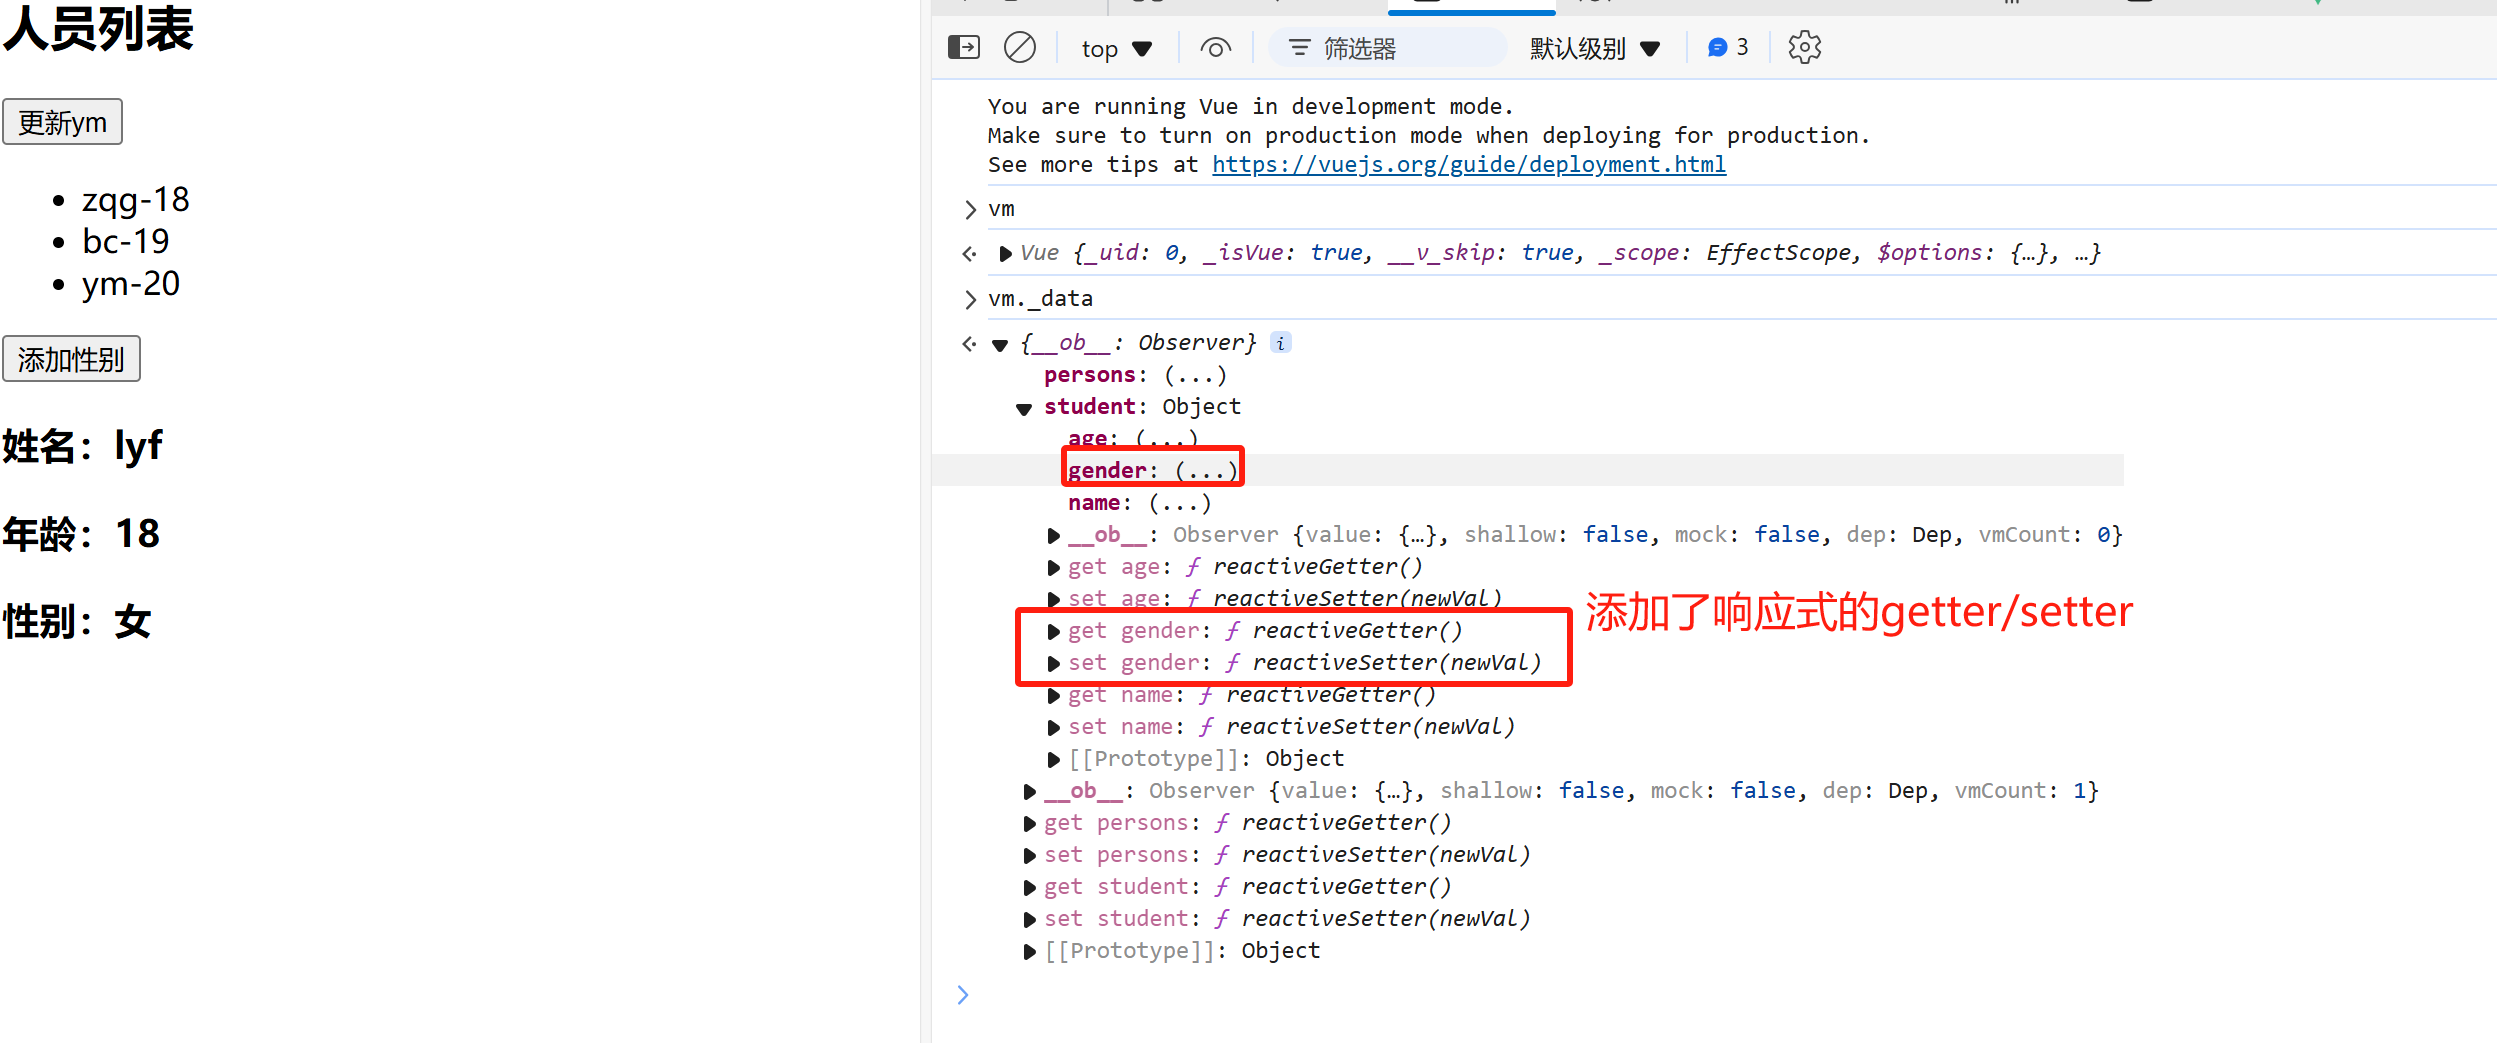 人员列表
更新ym
zqg-18
bc-19
ym-20
添加性别
姓名：lyf
年龄：18
性别：女
top
筛选器
默认级别
3
You are running Vue in development mode.
Make sure to turn on production mode when deploying for production.
See more tips at https://vuejs.org/guide/deployment.html
vm
Vue {_uid: 0, _isVue: true, __v_skip: true, _scope: EffectScope, $options: {…}, …}
vm._data
{__ob__: Observer} i
persons: (...)
student: Object
age: (...)
gender: (...)
name: (...)
__ob__: Observer {value: {…}, shallow: false, mock: false, dep: Dep, vmCount: 0}
get age: ƒ reactiveGetter()
set age: ƒ reactiveSetter(newVal)
get gender: ƒ reactiveGetter()
set gender: ƒ reactiveSetter(newVal)
添加了响应式的getter/setter
get name: ƒ reactiveGetter()
set name: ƒ reactiveSetter(newVal)
[[Prototype]]: Object
__ob__: Observer {value: {…}, shallow: false, mock: false, dep: Dep, vmCount: 1}
get persons: ƒ reactiveGetter()
set persons: ƒ reactiveSetter(newVal)
get student: ƒ reactiveGetter()
set student: ƒ reactiveSetter(newVal)
[[Prototype]]: Object